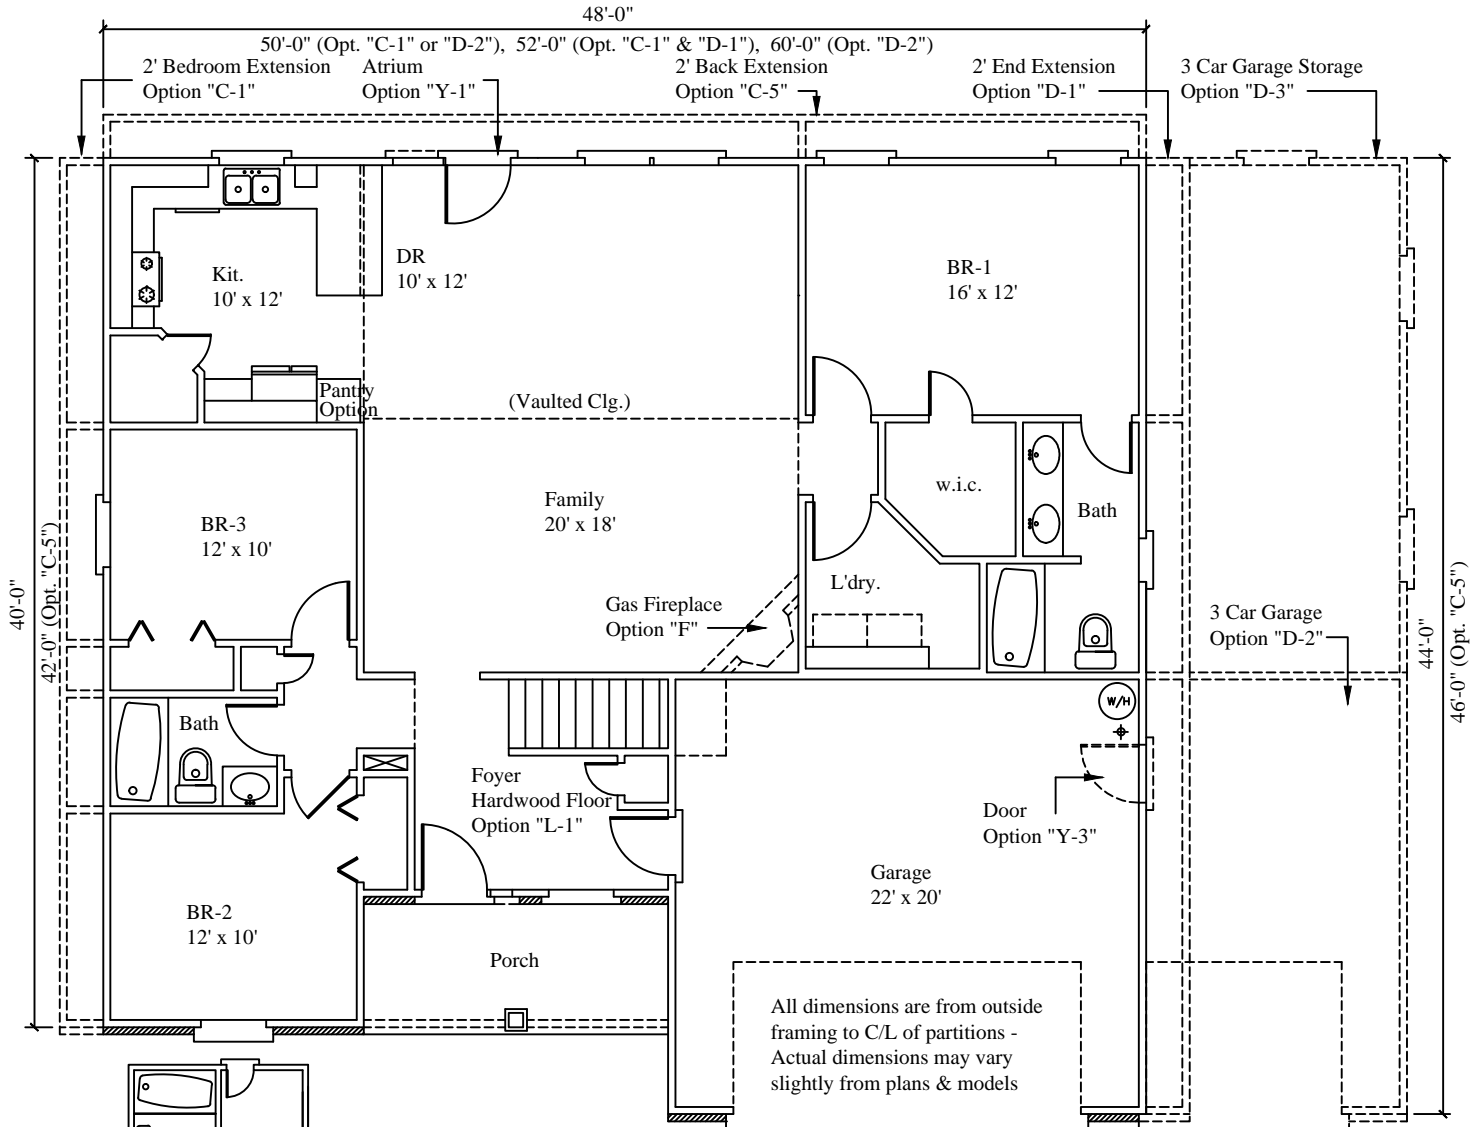 48'-0"
50'-0" (Opt. "C-1" or "D-2"), 52'-0" (Opt. "C-1" & "D-1"), 60'-0" (Opt. "D-2")
2' Bedroom Extension
Option "C-1"
Atrium
Option "Y-1"
2' Back Extension
Option "C-5"
2' End Extension
Option "D-1"
3 Car Garage Storage
Option "D-3"
Kit.
10' x 12'
DR
10' x 12'
BR-1
16' x 12'
Pantry
Option
(Vaulted Clg.)
w.i.c.
Bath
Family
20' x 18'
BR-3
12' x 10'
40'-0"
42'-0" (Opt. "C-5")
L'dry.
Gas Fireplace
Option "F"
3 Car Garage
Option "D-2"
44'-0"
46'-0" (Opt. "C-5")
Bath
W/H
Foyer
Hardwood Floor
Option "L-1"
Door
Option "Y-3"
Garage
22' x 20'
BR-2
12' x 10'
Porch
All dimensions are from outside
framing to C/L of partitions -
Actual dimensions may vary
slightly from plans & models